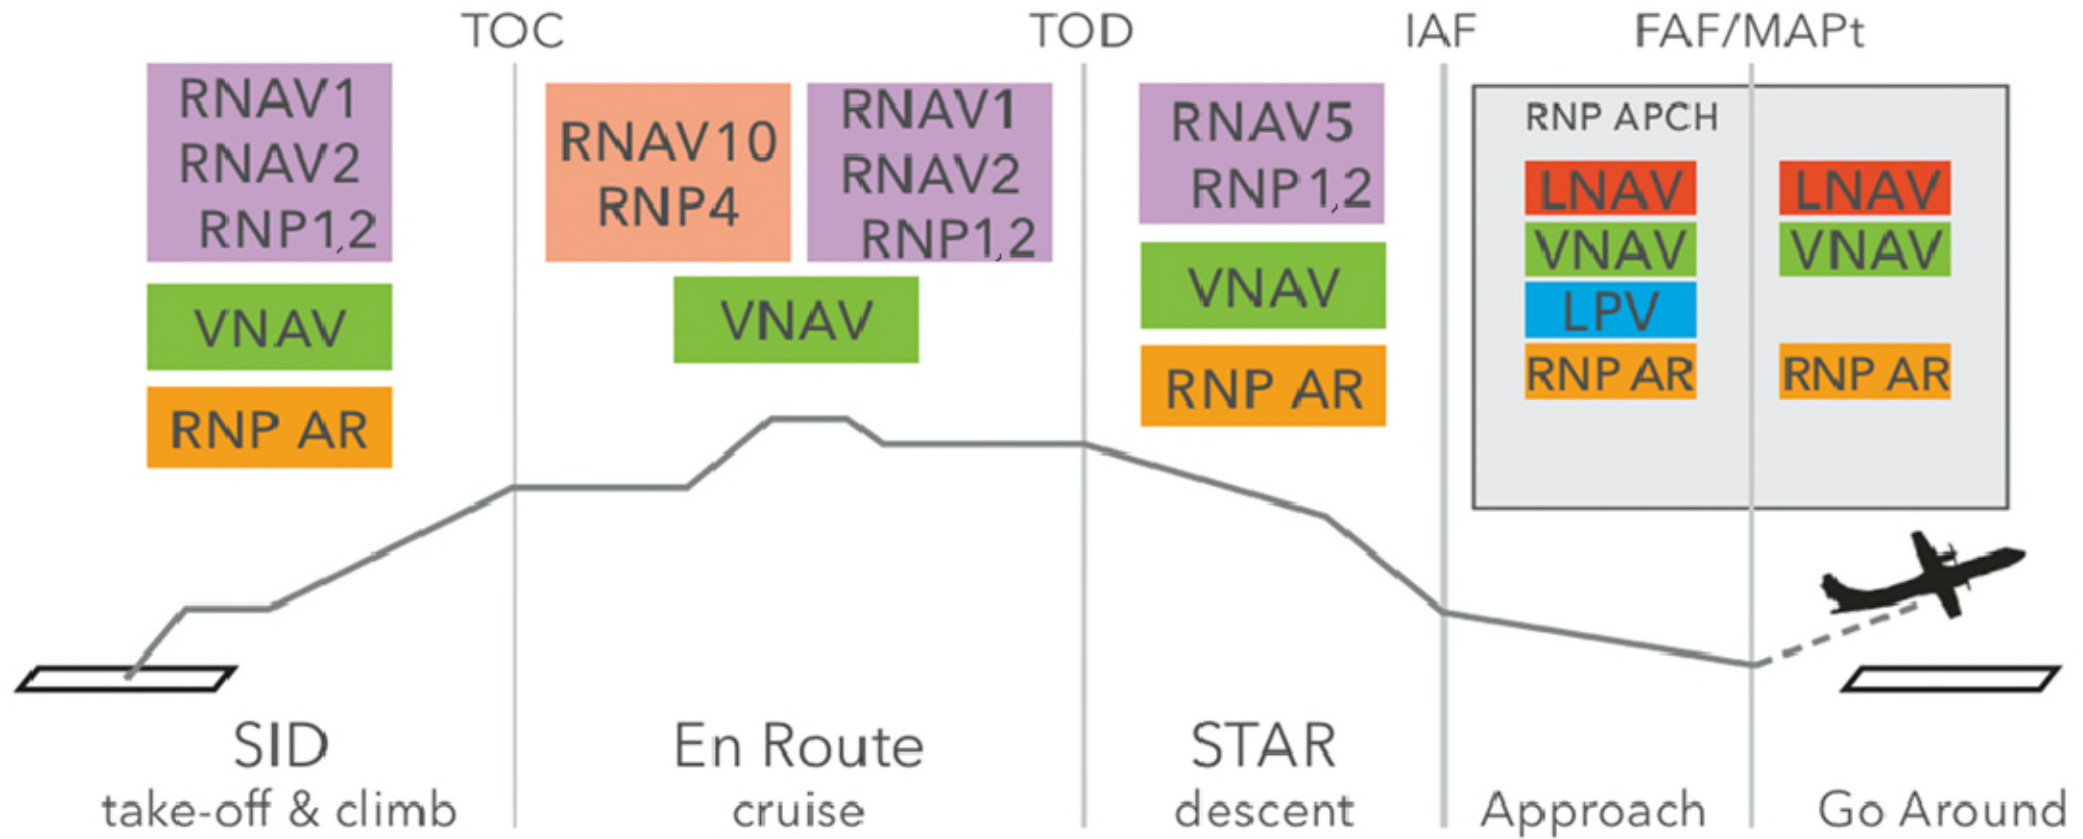 TOC
TOD
IAF
FAF/MAPt
RNAV1
RNAV2
RNP1,2
VNAV
RNP AR
RNAV10
RNP4
RNAV1
RNAV2
RNP1,2
VNAV
RNAV5
RNP1,2
VNAV
RNP AR
RNP APCH
LNAV
VNAV
LPV
RNP AR
LNAV
VNAV
RNP AR
SID
take-off & climb
En Route
cruise
STAR
descent
Approach
Go Around